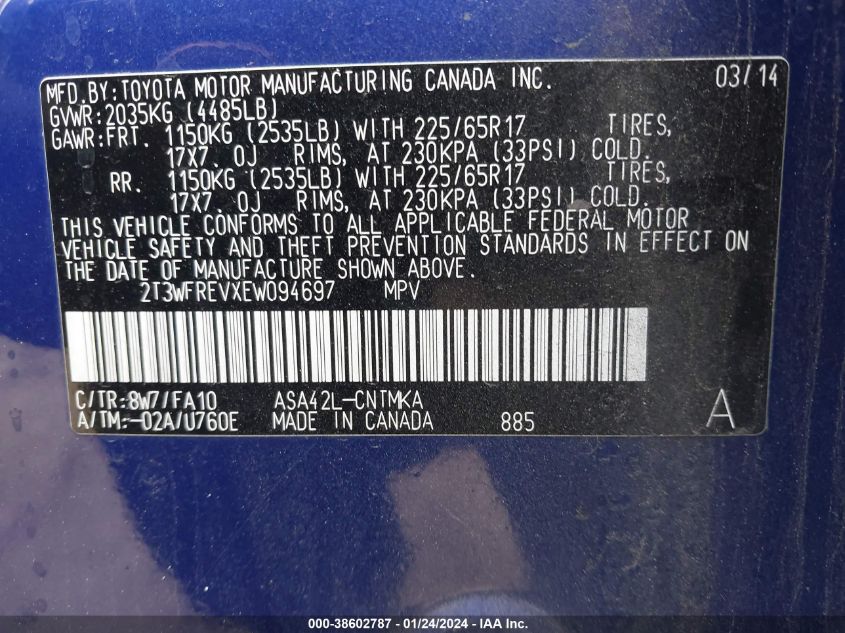 MFD. BY: TOYOTA MOTOR MANUFACTURING CANADA INC. 03/14
GVWR: 2035KG (4485LB)
GAWR: FRT. 1150KG (2535LB) WITH 225/65R17 TIRES,
17X7. 0J RIMS, AT 230KPA (33PSI) COLD.
RR. 1150KG (2535LB) WITH 225/65R17 TIRES,
17X7. 0J RIMS, AT 230KPA (33PSI) COLD.
THIS VEHICLE CONFORMS TO ALL APPLICABLE FEDERAL MOTOR
VEHICLE SAFETY AND THEFT PREVENTION STANDARDS IN EFFECT ON
THE DATE OF MANUFACTURE SHOWN ABOVE.
2T3WFREVXEW094697 MPV
C/TR: 8W7/FA10 ASA42L-CNTMKA
A/TM: -02A/U760E MADE IN CANADA 885 A
000-38602787 - 01/24/2024 - IAA Inc.